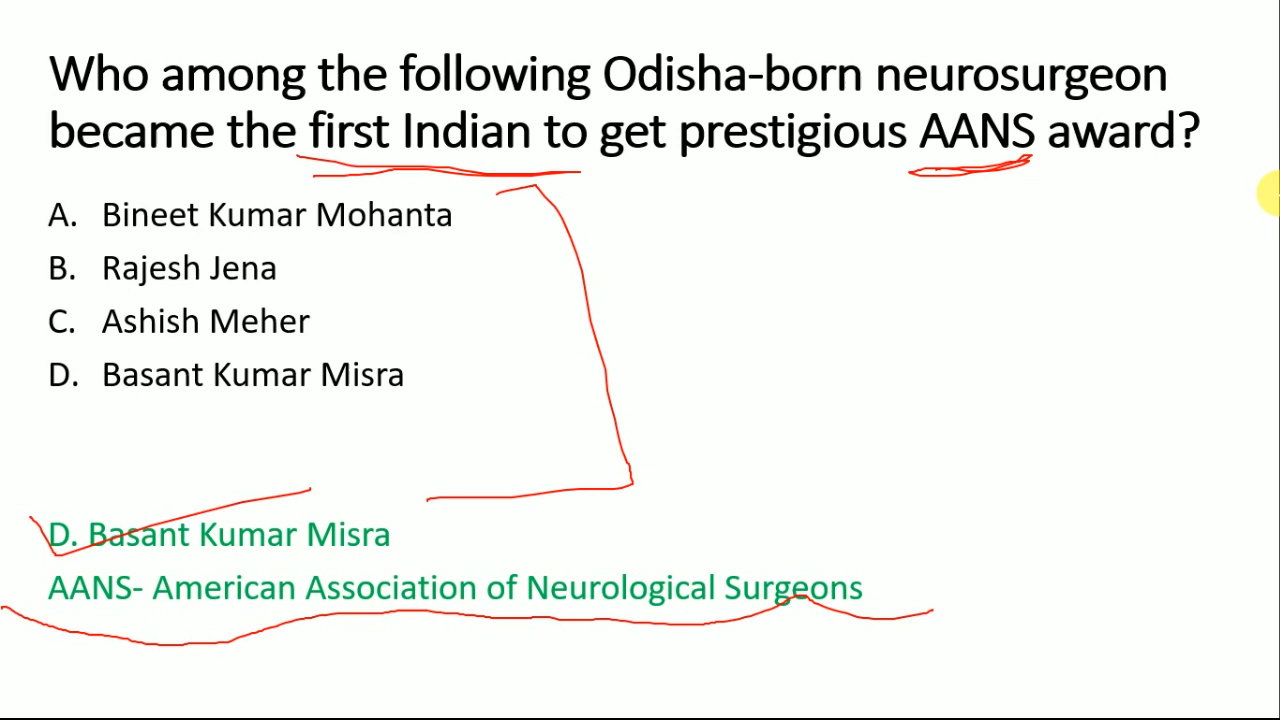 Who among the following Odisha-born neurosurgeon
became the first Indian to get prestigious AANS award?
A. Bineet Kumar Mohanta
B. Rajesh Jena
C. Ashish Meher
D. Basant Kumar Misra
D. Basant Kumar Misra
AANS- American Association of Neurological Surgeons